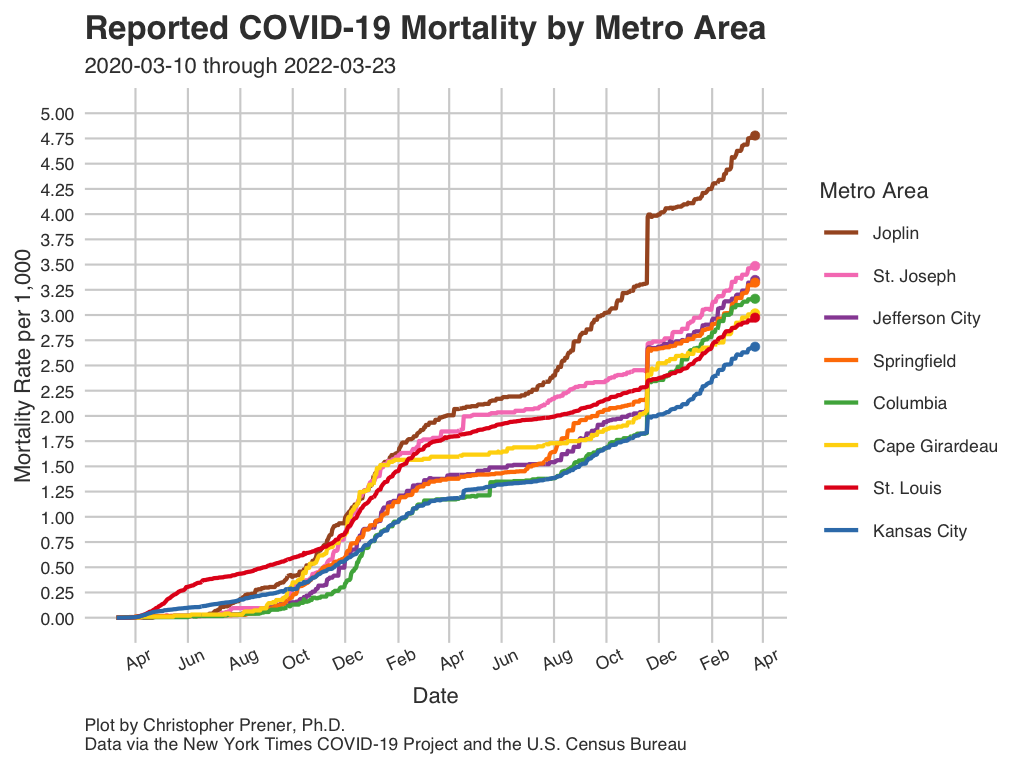 Reported COVID-19 Mortality by Metro Area
2020-03-10 through 2022-03-23
Mortality Rate per 1,000
5.00
4.75
4.50
4.25
4.00
3.75
3.50
3.25
3.00
2.75
2.50
2.25
2.00
1.75
1.50
1.25
1.00
0.75
0.50
0.25
0.00
Apr Jun Aug Oct Dec Feb Apr Jun Aug Oct Dec Feb Apr
Date
Metro Area
Joplin
St. Joseph
Jefferson City
Springfield
Columbia
Cape Girardeau
St. Louis
Kansas City
Plot by Christopher Prener, Ph.D.
Data via the New York Times COVID-19 Project and the U.S. Census Bureau